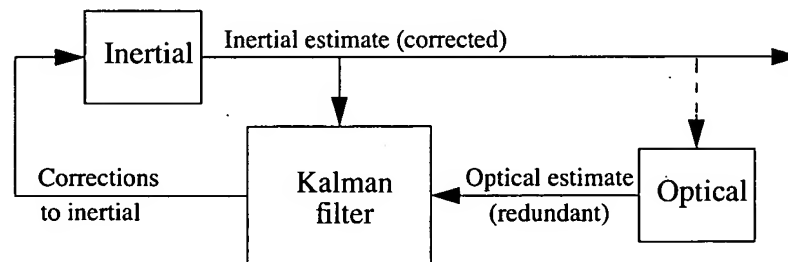 Inertial
Inertial estimate (corrected)
Corrections
to inertial
Kalman
filter
Optical estimate
(redundant)
Optical